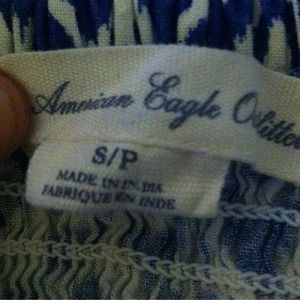 American Eagle Outfitters
S/P
MADE IN INDIA
FABRIQUE EN INDE